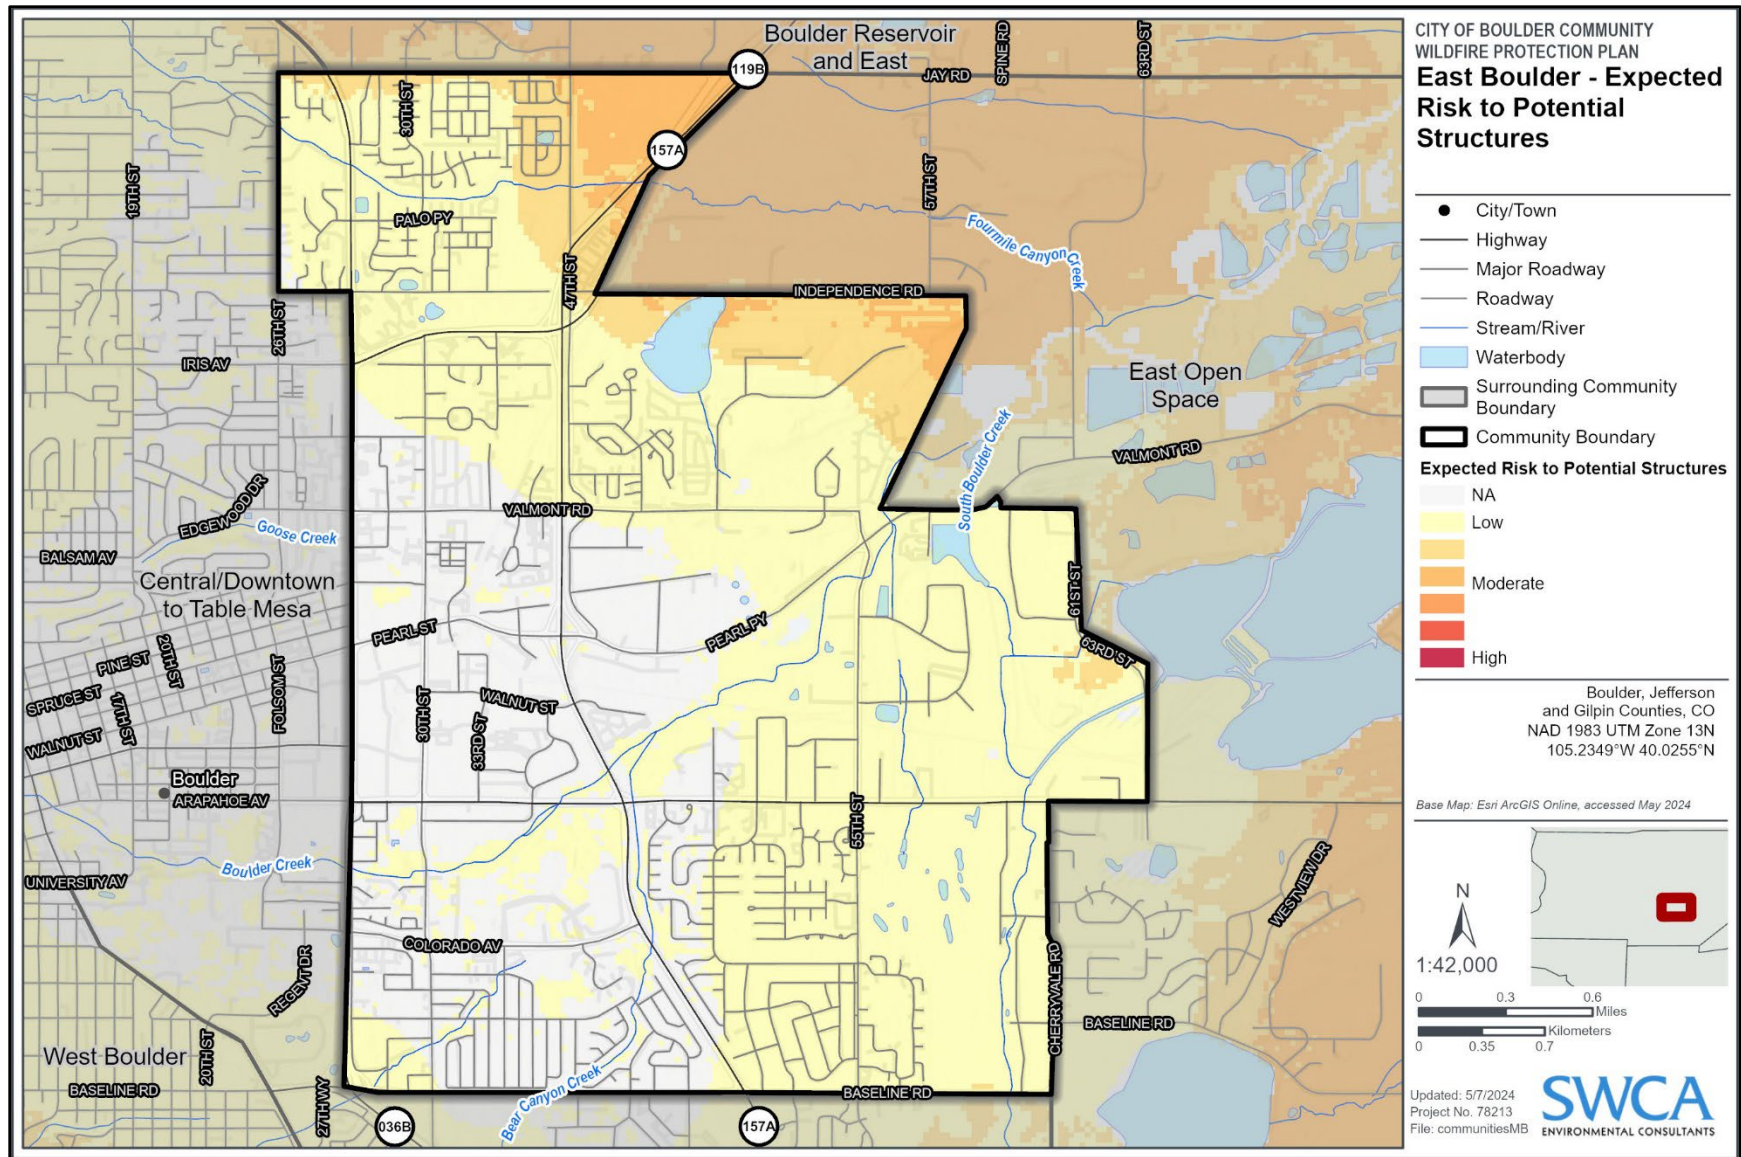 Boulder Reservoir
and East
119B
157A
JAY RD
SPINE RD
63RD ST
57TH ST
30TH ST
19TH ST
PALO PY
47TH ST
26TH ST
IRIS AV
INDEPENDENCE RD
Fourmile Canyon
Creek
East Open
Space
South Boulder Creek
VALMONT RD
VALMONT RD
EDGEWOOD DR
Goose Creek
BALSAM AV
Central/Downtown
to Table Mesa
61ST ST
63RD ST
PEARL ST
PEARL PY
PINE ST
20TH ST
SPRUCE ST
17TH ST
FOLSOM ST
WALNUT ST
30TH ST
33RD ST
WALNUT ST
Boulder
ARAPAHOE AV
55TH ST
Boulder Creek
UNIVERSITY AV
WESTVIEW DR
COLORADO AV
REGENT DR
CHERRYVALE RD
BASELINE RD
West Boulder
20TH ST
BASELINE RD
27TH WY
BASELINE RD
Bear Canyon Creek
036B
157A
CITY OF BOULDER COMMUNITY
WILDFIRE PROTECTION PLAN
East Boulder - Expected
Risk to Potential
Structures
City/Town
Highway
Major Roadway
Roadway
Stream/River
Waterbody
Surrounding Community
Boundary
Community Boundary
Expected Risk to Potential Structures
NA
Low
Moderate
High
Boulder, Jefferson
and Gilpin Counties, CO
NAD 1983 UTM Zone 13N
105.2349°W 40.0255°N
Base Map: Esri ArcGIS Online, accessed May 2024
N
1:42,000
0 0.3 0.6
Miles
Kilometers
0 0.35 0.7
Updated: 5/7/2024
Project No. 78213
File: communitiesMB
SWCA
ENVIRONMENTAL CONSULTANTS